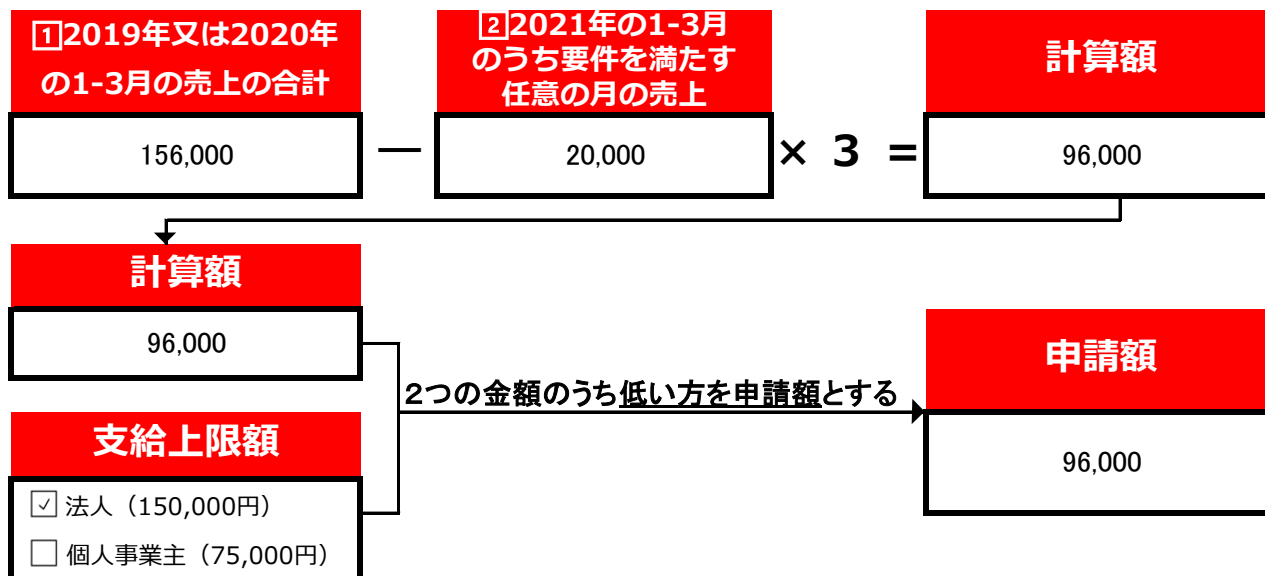 1 2019年又は2020年
の1-3月の売上の合計
2 2021年の1-3月
のうち要件を満たす
任意の月の売上
計算額
156,000
―
20,000
× 3 =
96,000
計算額
96,000
2つの金額のうち低い方を申請額とする
申請額
96,000
支給上限額
☑ 法人（150,000円）
☐ 個人事業主（75,000円）